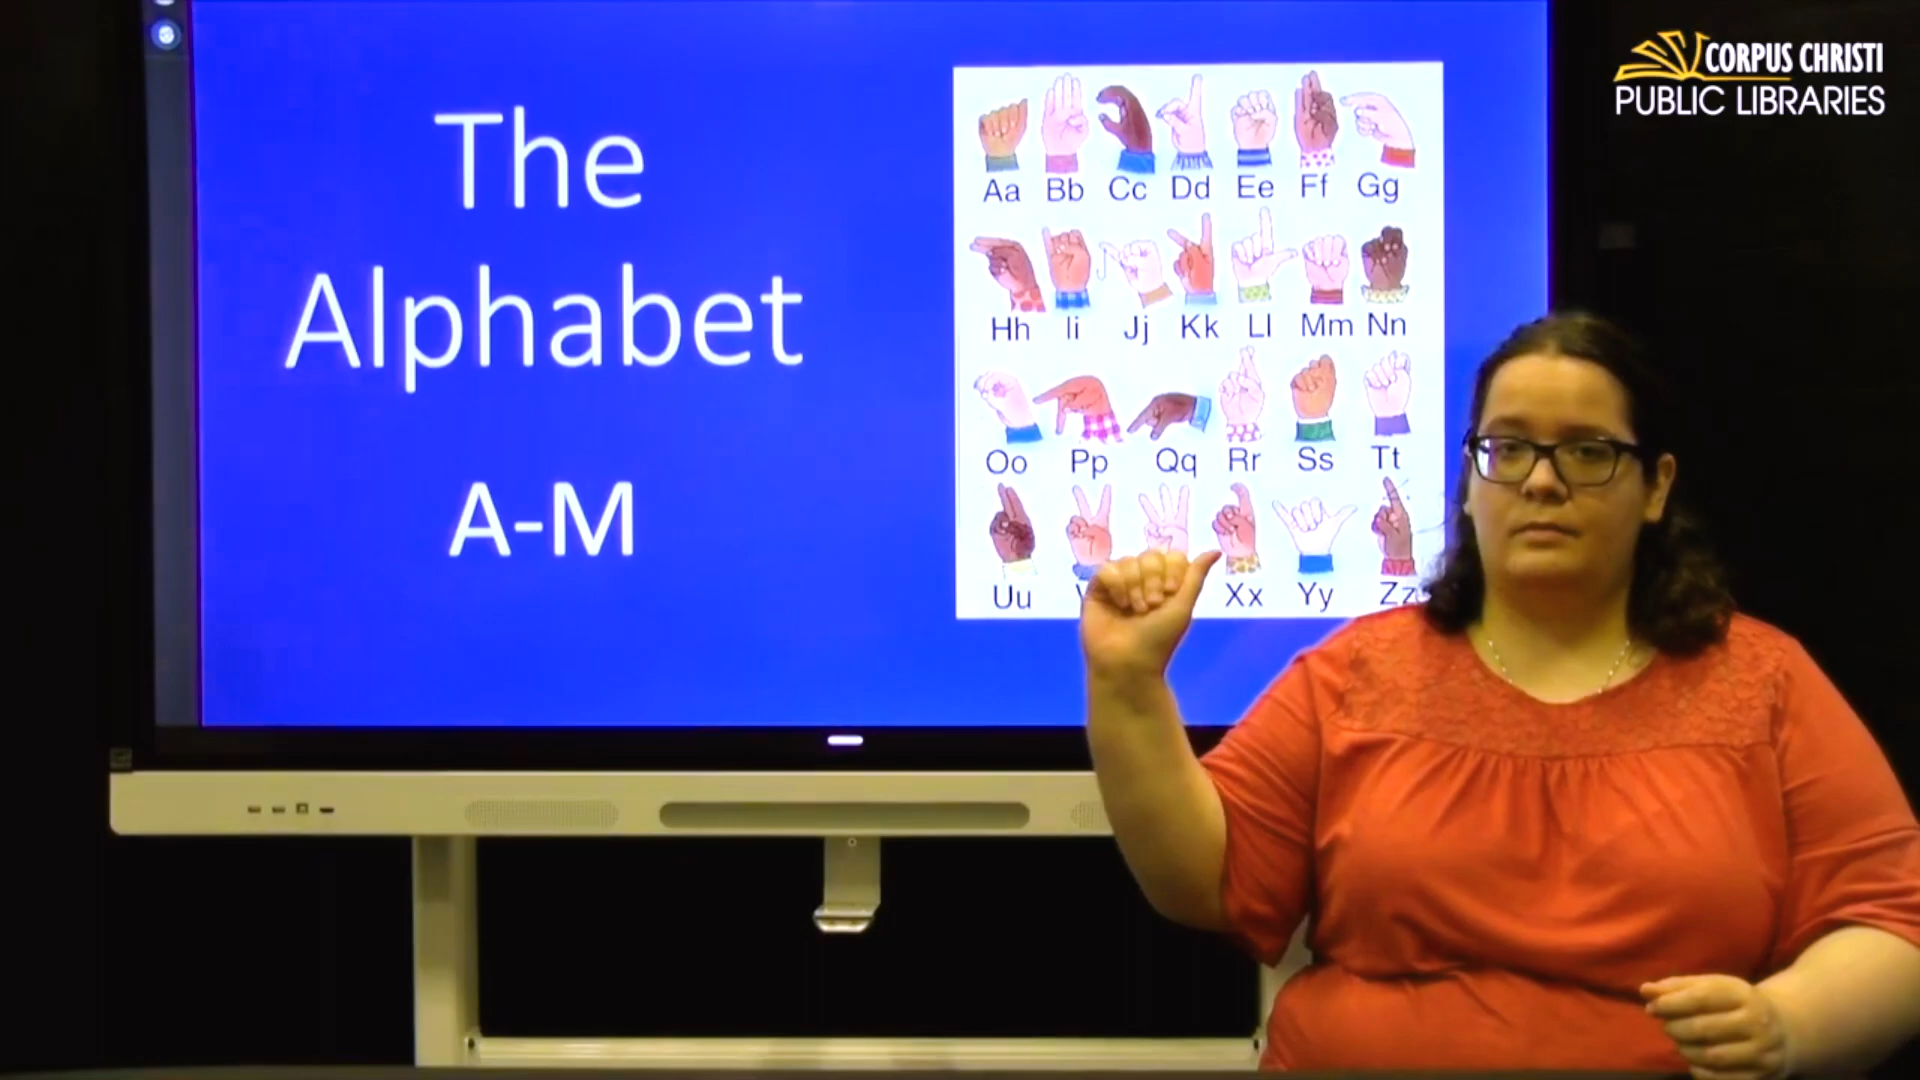 The
Alphabet
A-M
Aa Bb Cc Dd Ee Ff Gg
Hh Ii Jj Kk Ll Mm Nn
Oo Pp Qq Rr Ss Tt
Uu Xx Yy Zz
CORPUS CHRISTI
PUBLIC LIBRARIES